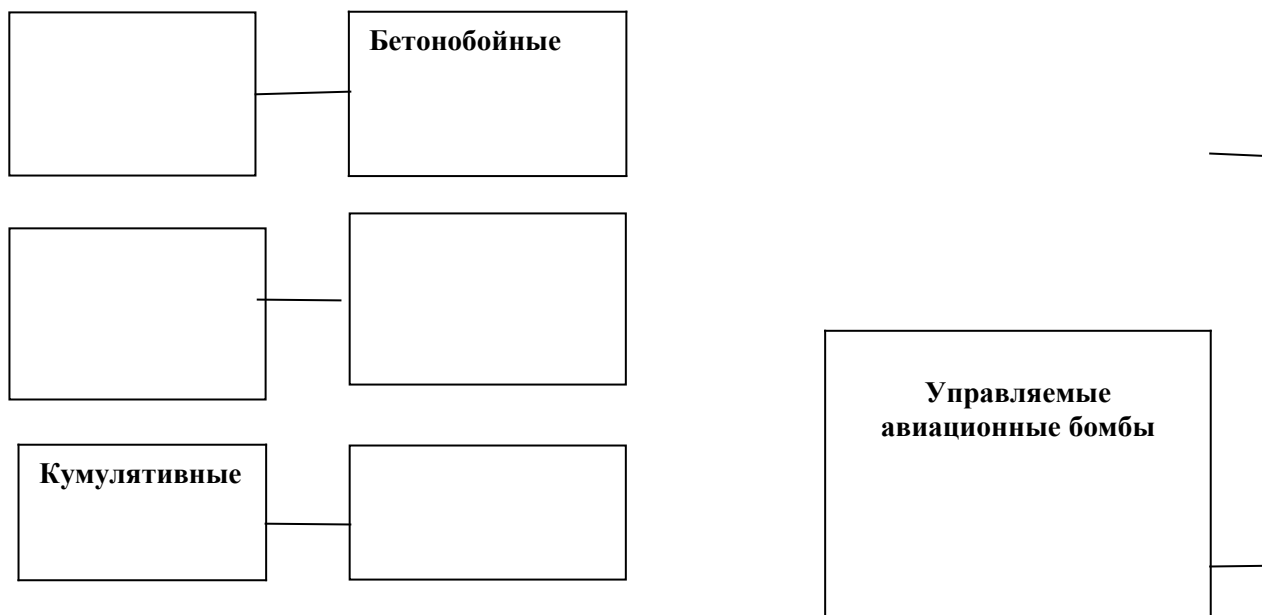 Бетонобойные
Управляемые
авиационные бомбы
Кумулятивные